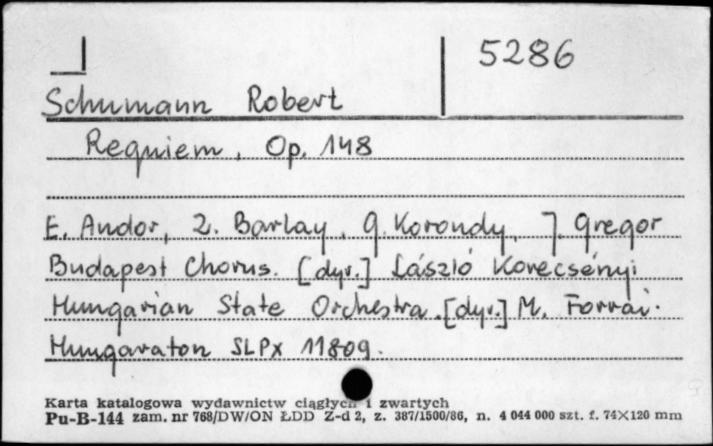 5286
Schumann Robert
Requiem, Op. 148
E. Andor, Z. Barlay, G. Korondy, J. Gregor
Budapest Chorus. [dyr.] László Kovecsényi
Hungarian State Orchestra. [dyr.] M. Forrai.
Hungaraton SLPX 11809.
Karta katalogowa wydawnictw ciągłych i zwartych
Pu-B-144 zam. nr 768/DW/ON ŁDD Z-d 2, z. 387/1500/86, n. 4 044 000 szt. f. 74×120 mm